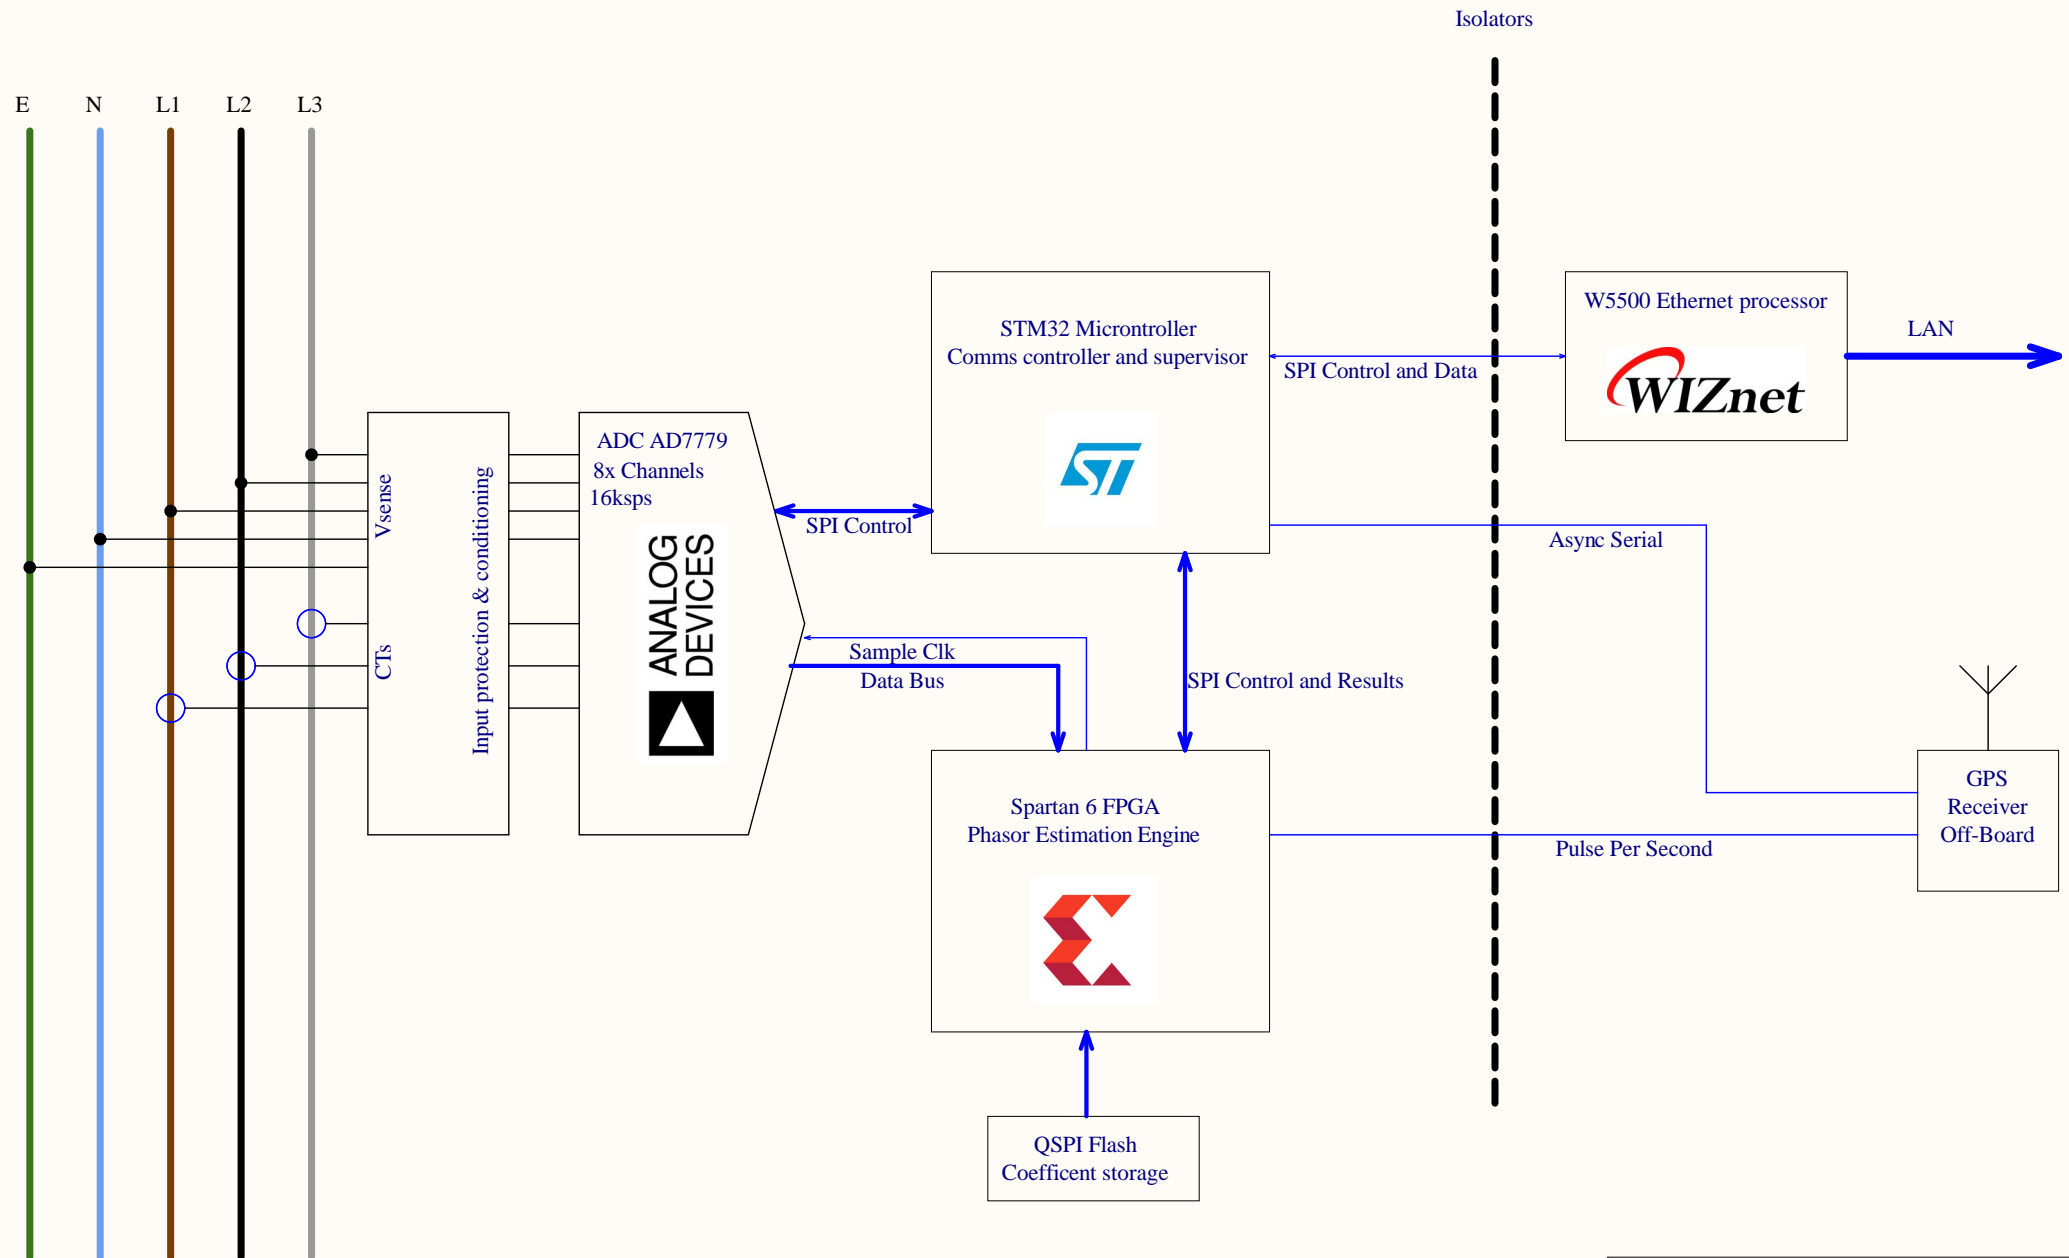 Isolators
E
N
L1
L2
L3
Vsense
CTs
Input protection & conditioning
ADC AD7779
8x Channels
16ksps
ANALOG
DEVICES
SPI Control
Sample Clk
Data Bus
STM32 Microntroller
Comms controller and supervisor
ST
SPI Control and Data
W5500 Ethernet processor
WIZnet
LAN
Async Serial
SPI Control and Results
Spartan 6 FPGA
Phasor Estimation Engine
Pulse Per Second
GPS
Receiver
Off-Board
QSPI Flash
Coefficent storage